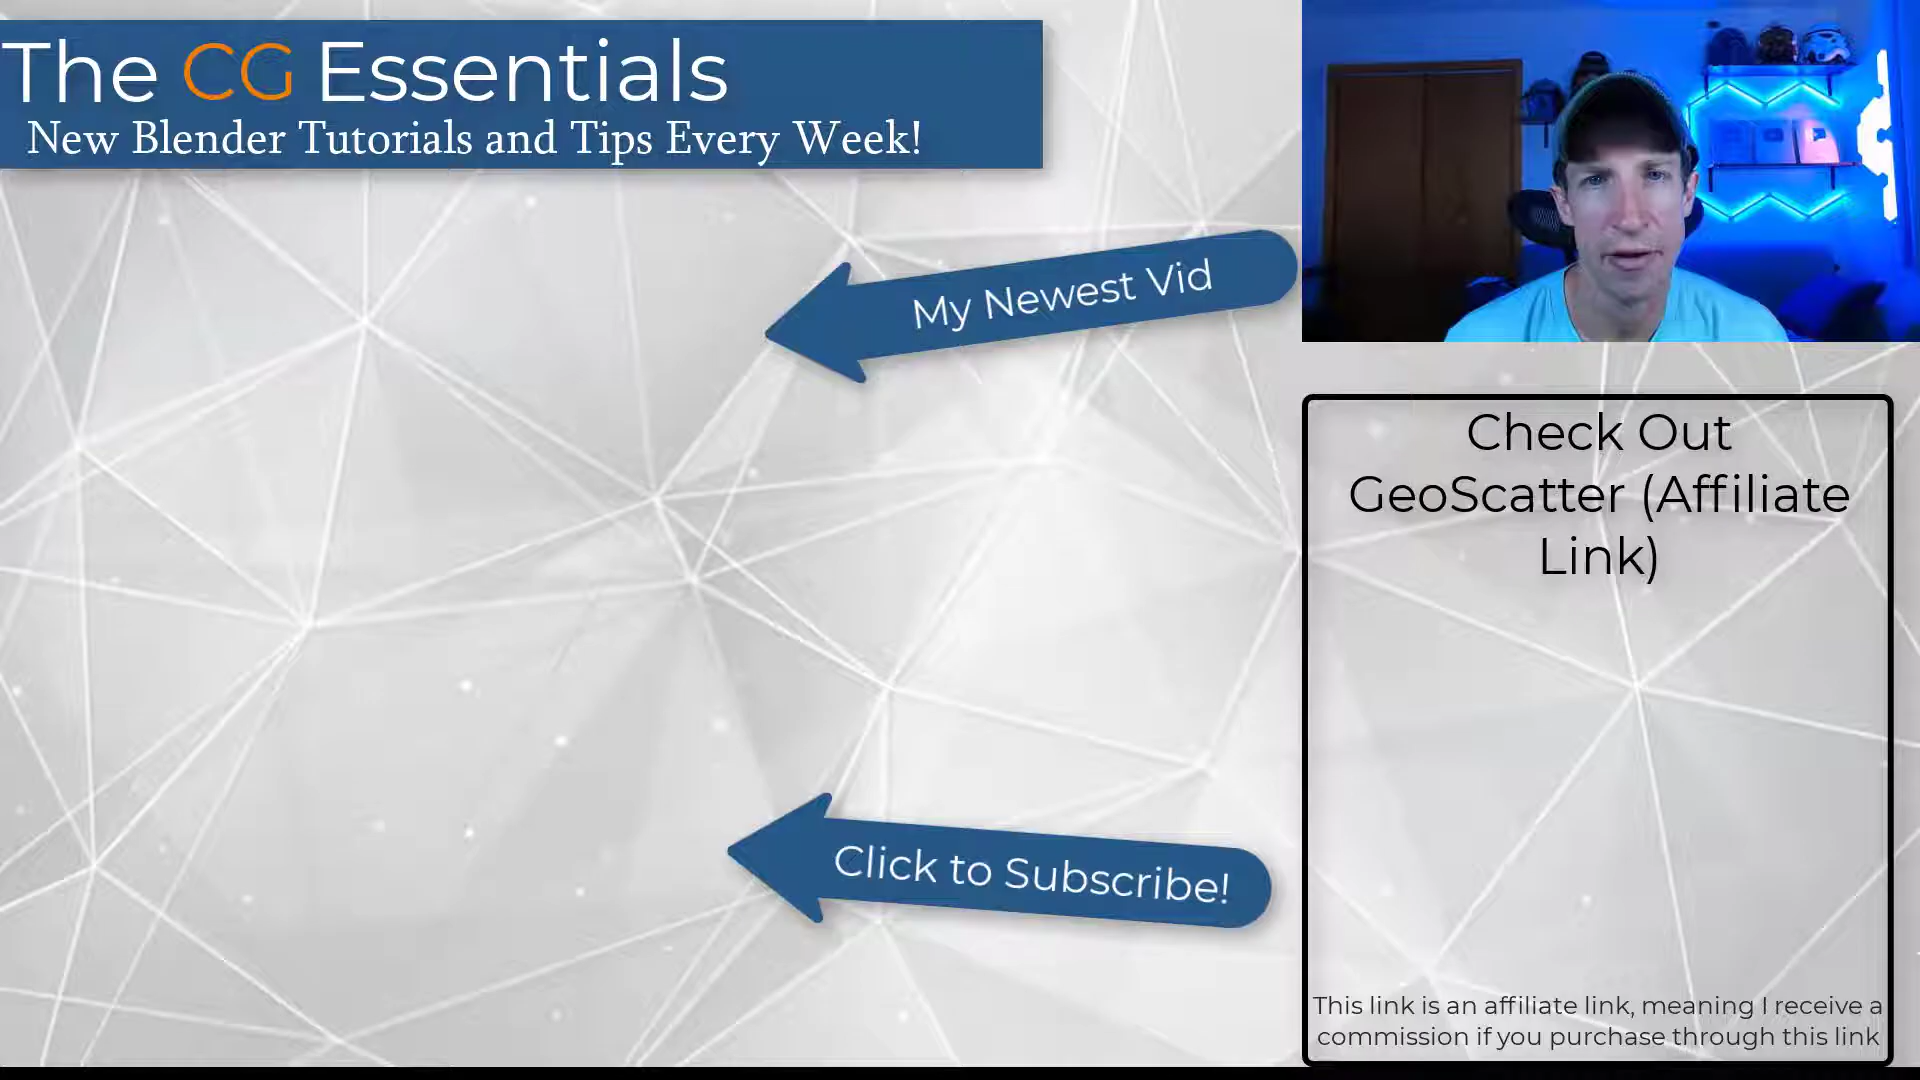 The CG Essentials
New Blender Tutorials and Tips Every Week!
My Newest Vid
Check Out
GeoScatter (Affiliate
Link)
Click to Subscribe!
This link is an affiliate link, meaning I receive a
commission if you purchase through this link